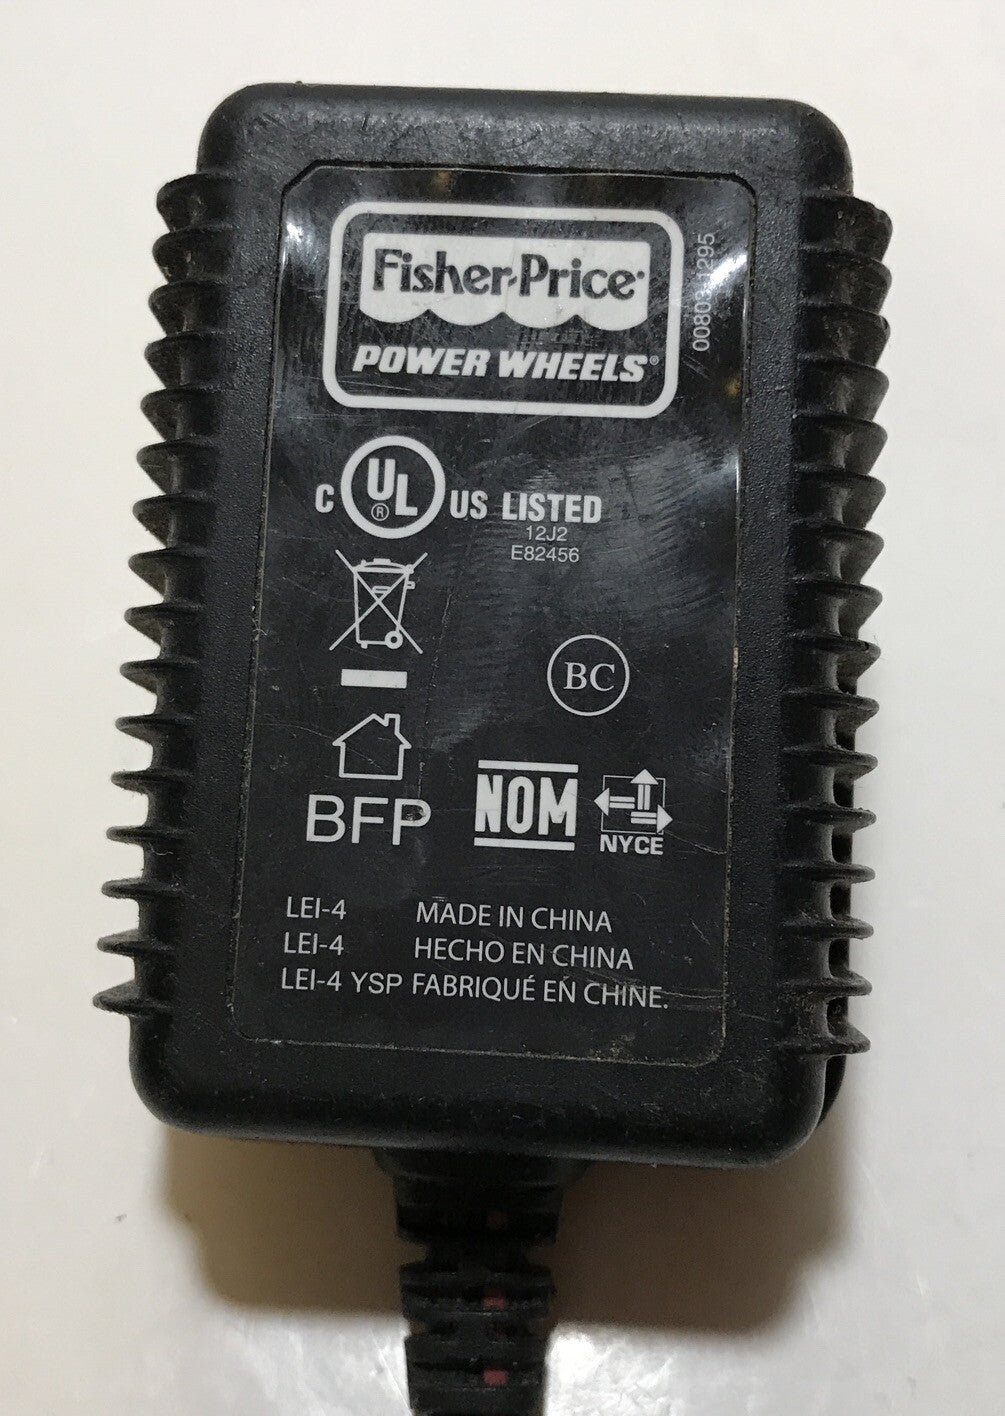 Fisher-Price
POWER WHEELS®
C UL® US LISTED
12J2
E82456
BC
BFP
NOM
NYCE
LEI-4 MADE IN CHINA
LEI-4 HECHO EN CHINA
LEI-4 YSP FABRIQUÉ EN CHINE.